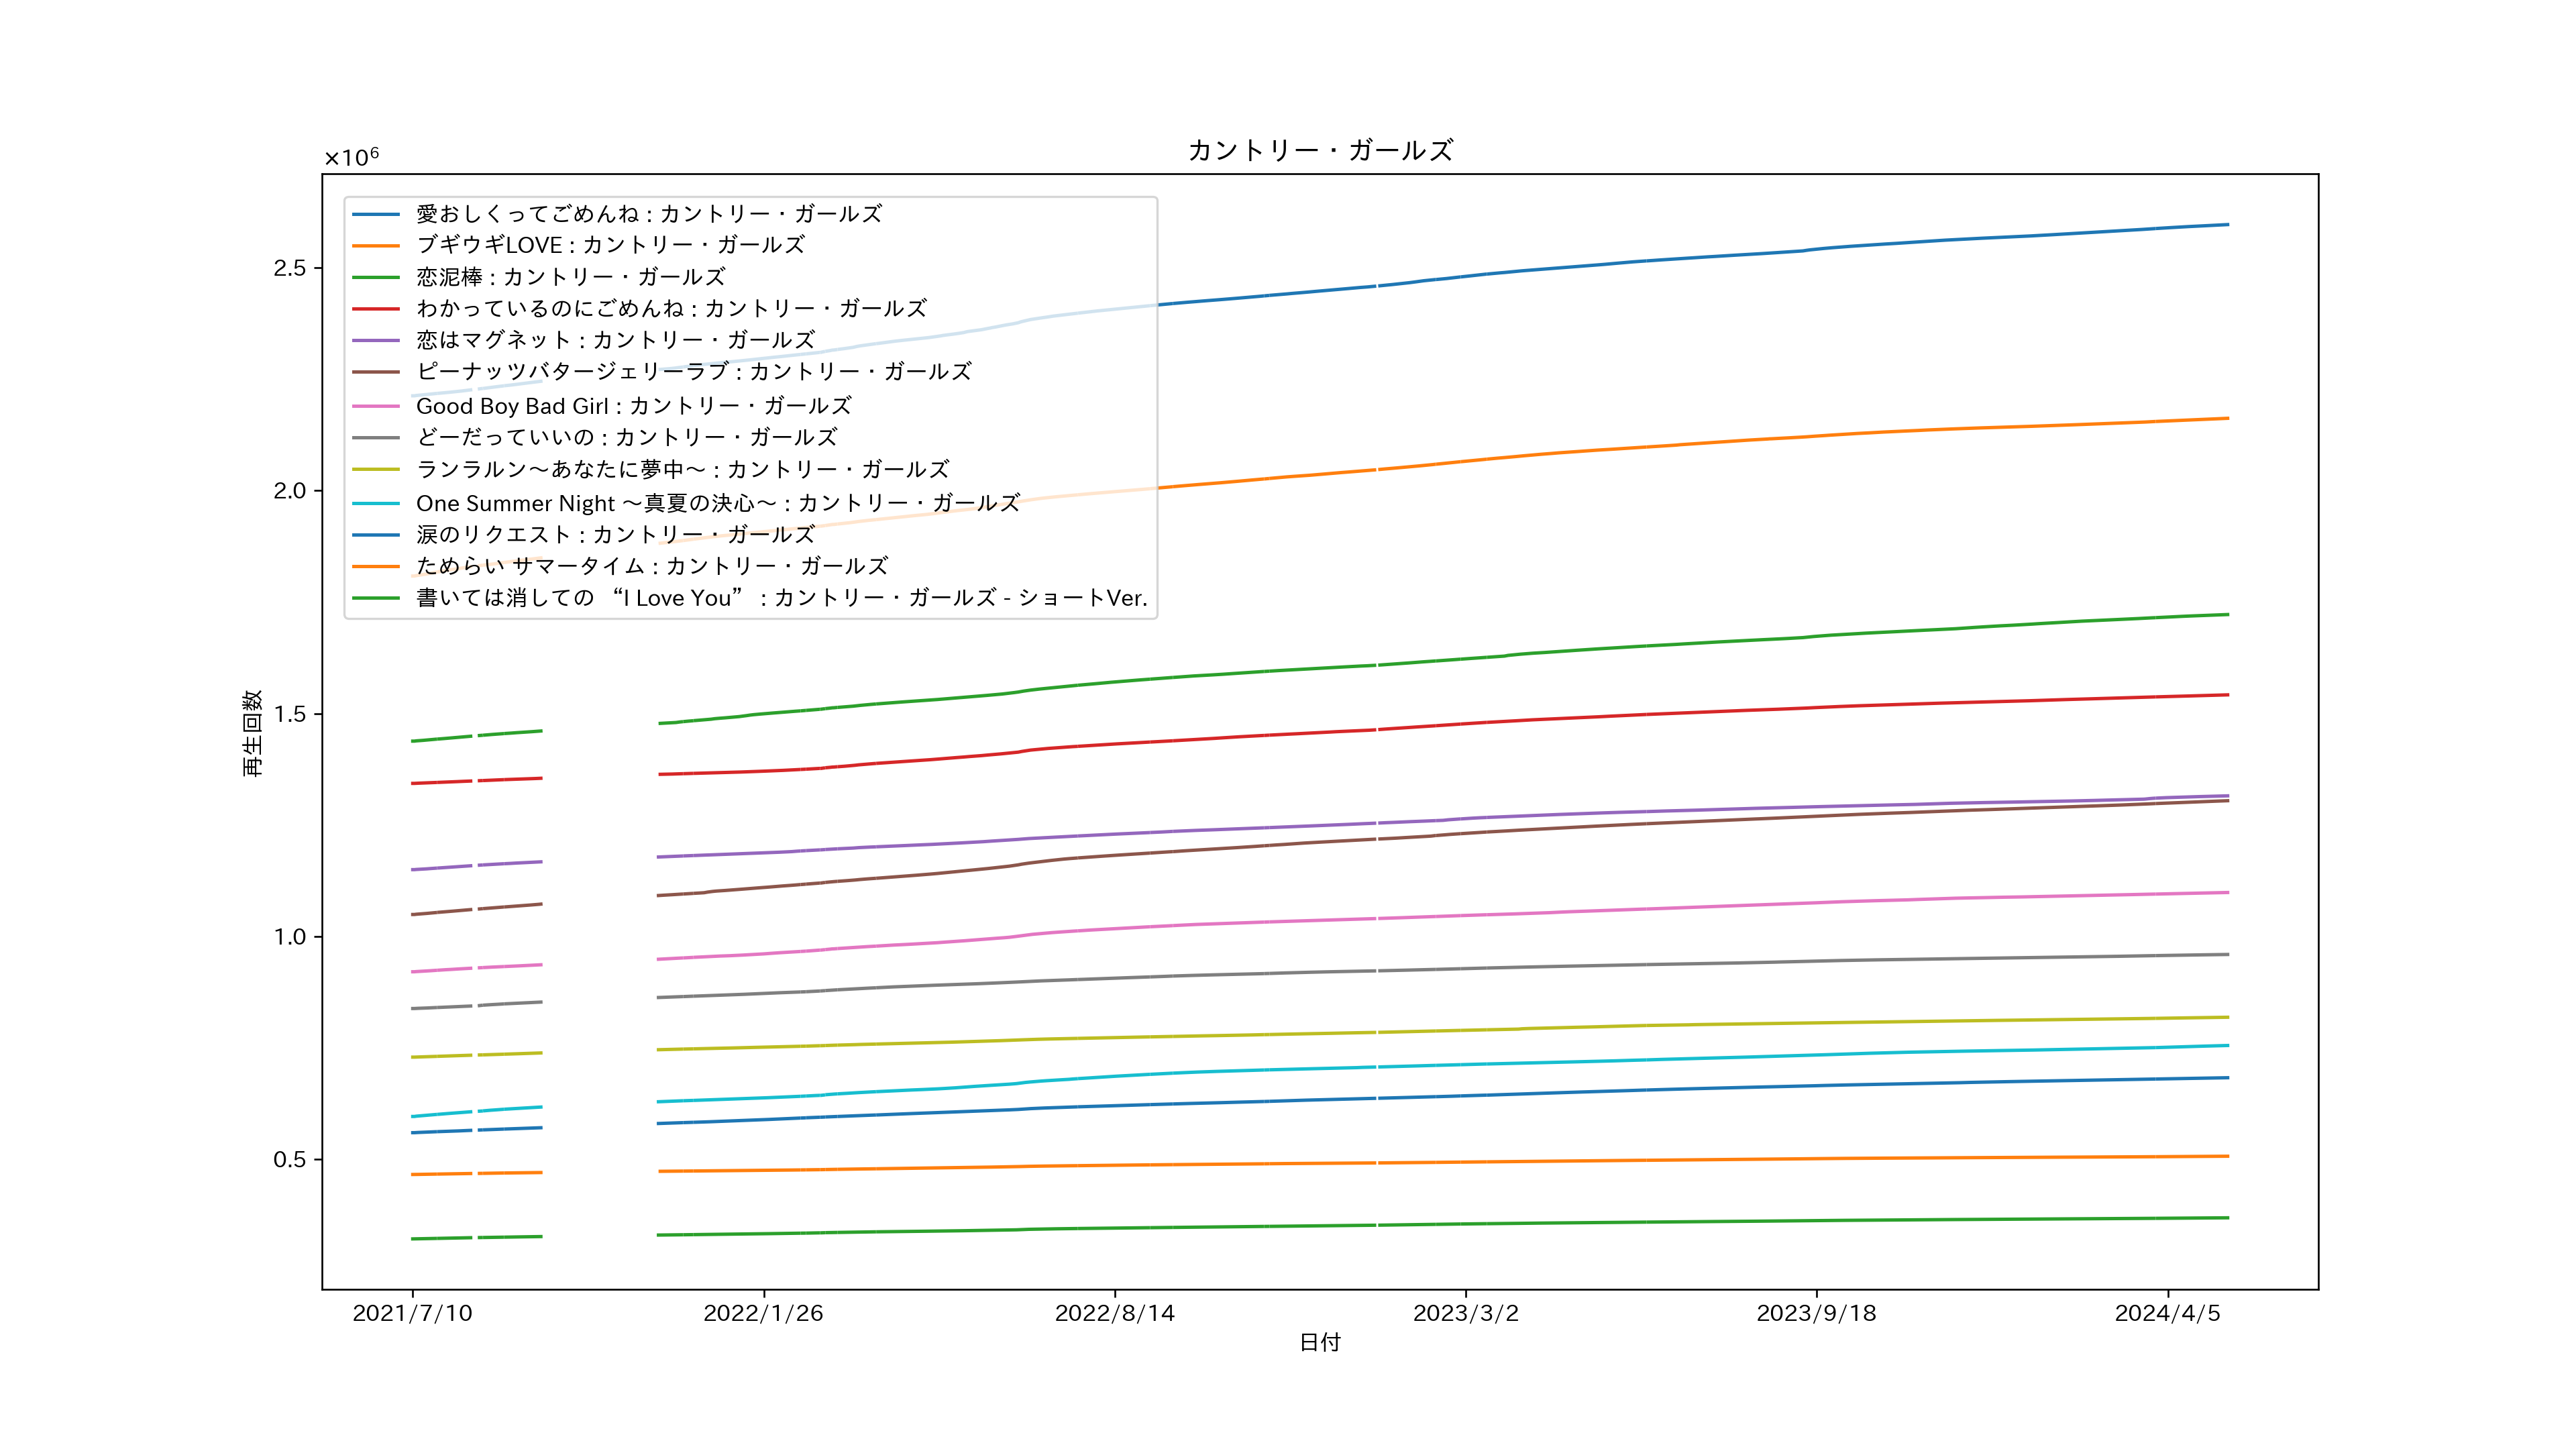 カントリー・ガールズ
×10⁶
愛おしくってごめんね : カントリー・ガールズ
ブギウギLOVE : カントリー・ガールズ
恋泥棒 : カントリー・ガールズ
わかっているのにごめんね : カントリー・ガールズ
恋はマグネット : カントリー・ガールズ
ピーナッツバタージェリーラブ : カントリー・ガールズ
Good Boy Bad Girl : カントリー・ガールズ
どーだっていいの : カントリー・ガールズ
ランラルン～あなたに夢中～ : カントリー・ガールズ
One Summer Night ～真夏の決心～ : カントリー・ガールズ
涙のリクエスト : カントリー・ガールズ
ためらい サマータイム : カントリー・ガールズ
書いては消しての “I Love You” : カントリー・ガールズ - ショートVer.
2.5
2.0
1.5
1.0
0.5
再生回数
2021/7/10
2022/1/26
2022/8/14
2023/3/2
2023/9/18
2024/4/5
日付